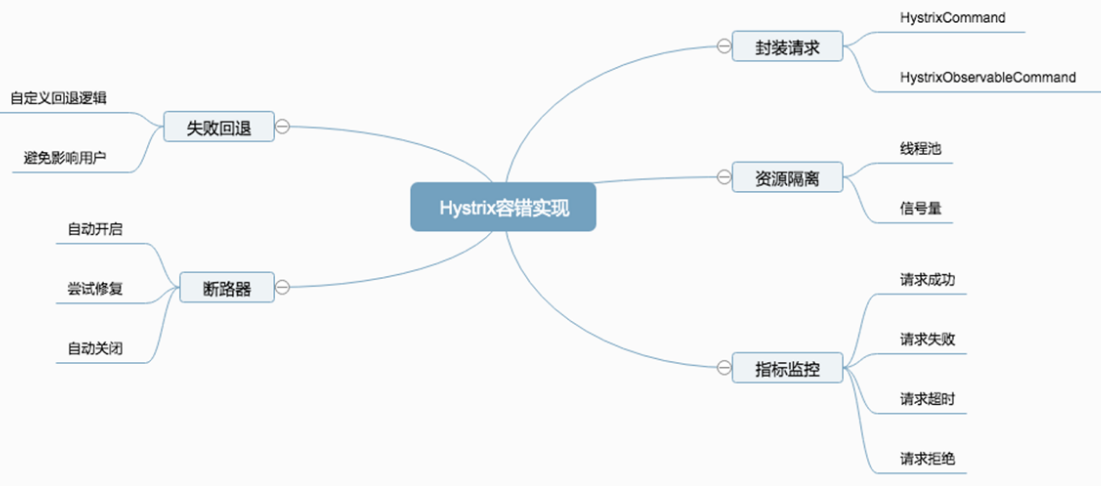 Hystrix容错实现
封装请求
HystrixCommand
HystrixObservableCommand
资源隔离
线程池
信号量
指标监控
请求成功
请求失败
请求超时
请求拒绝
失败回退
自定义回退逻辑
避免影响用户
断路器
自动开启
尝试修复
自动关闭